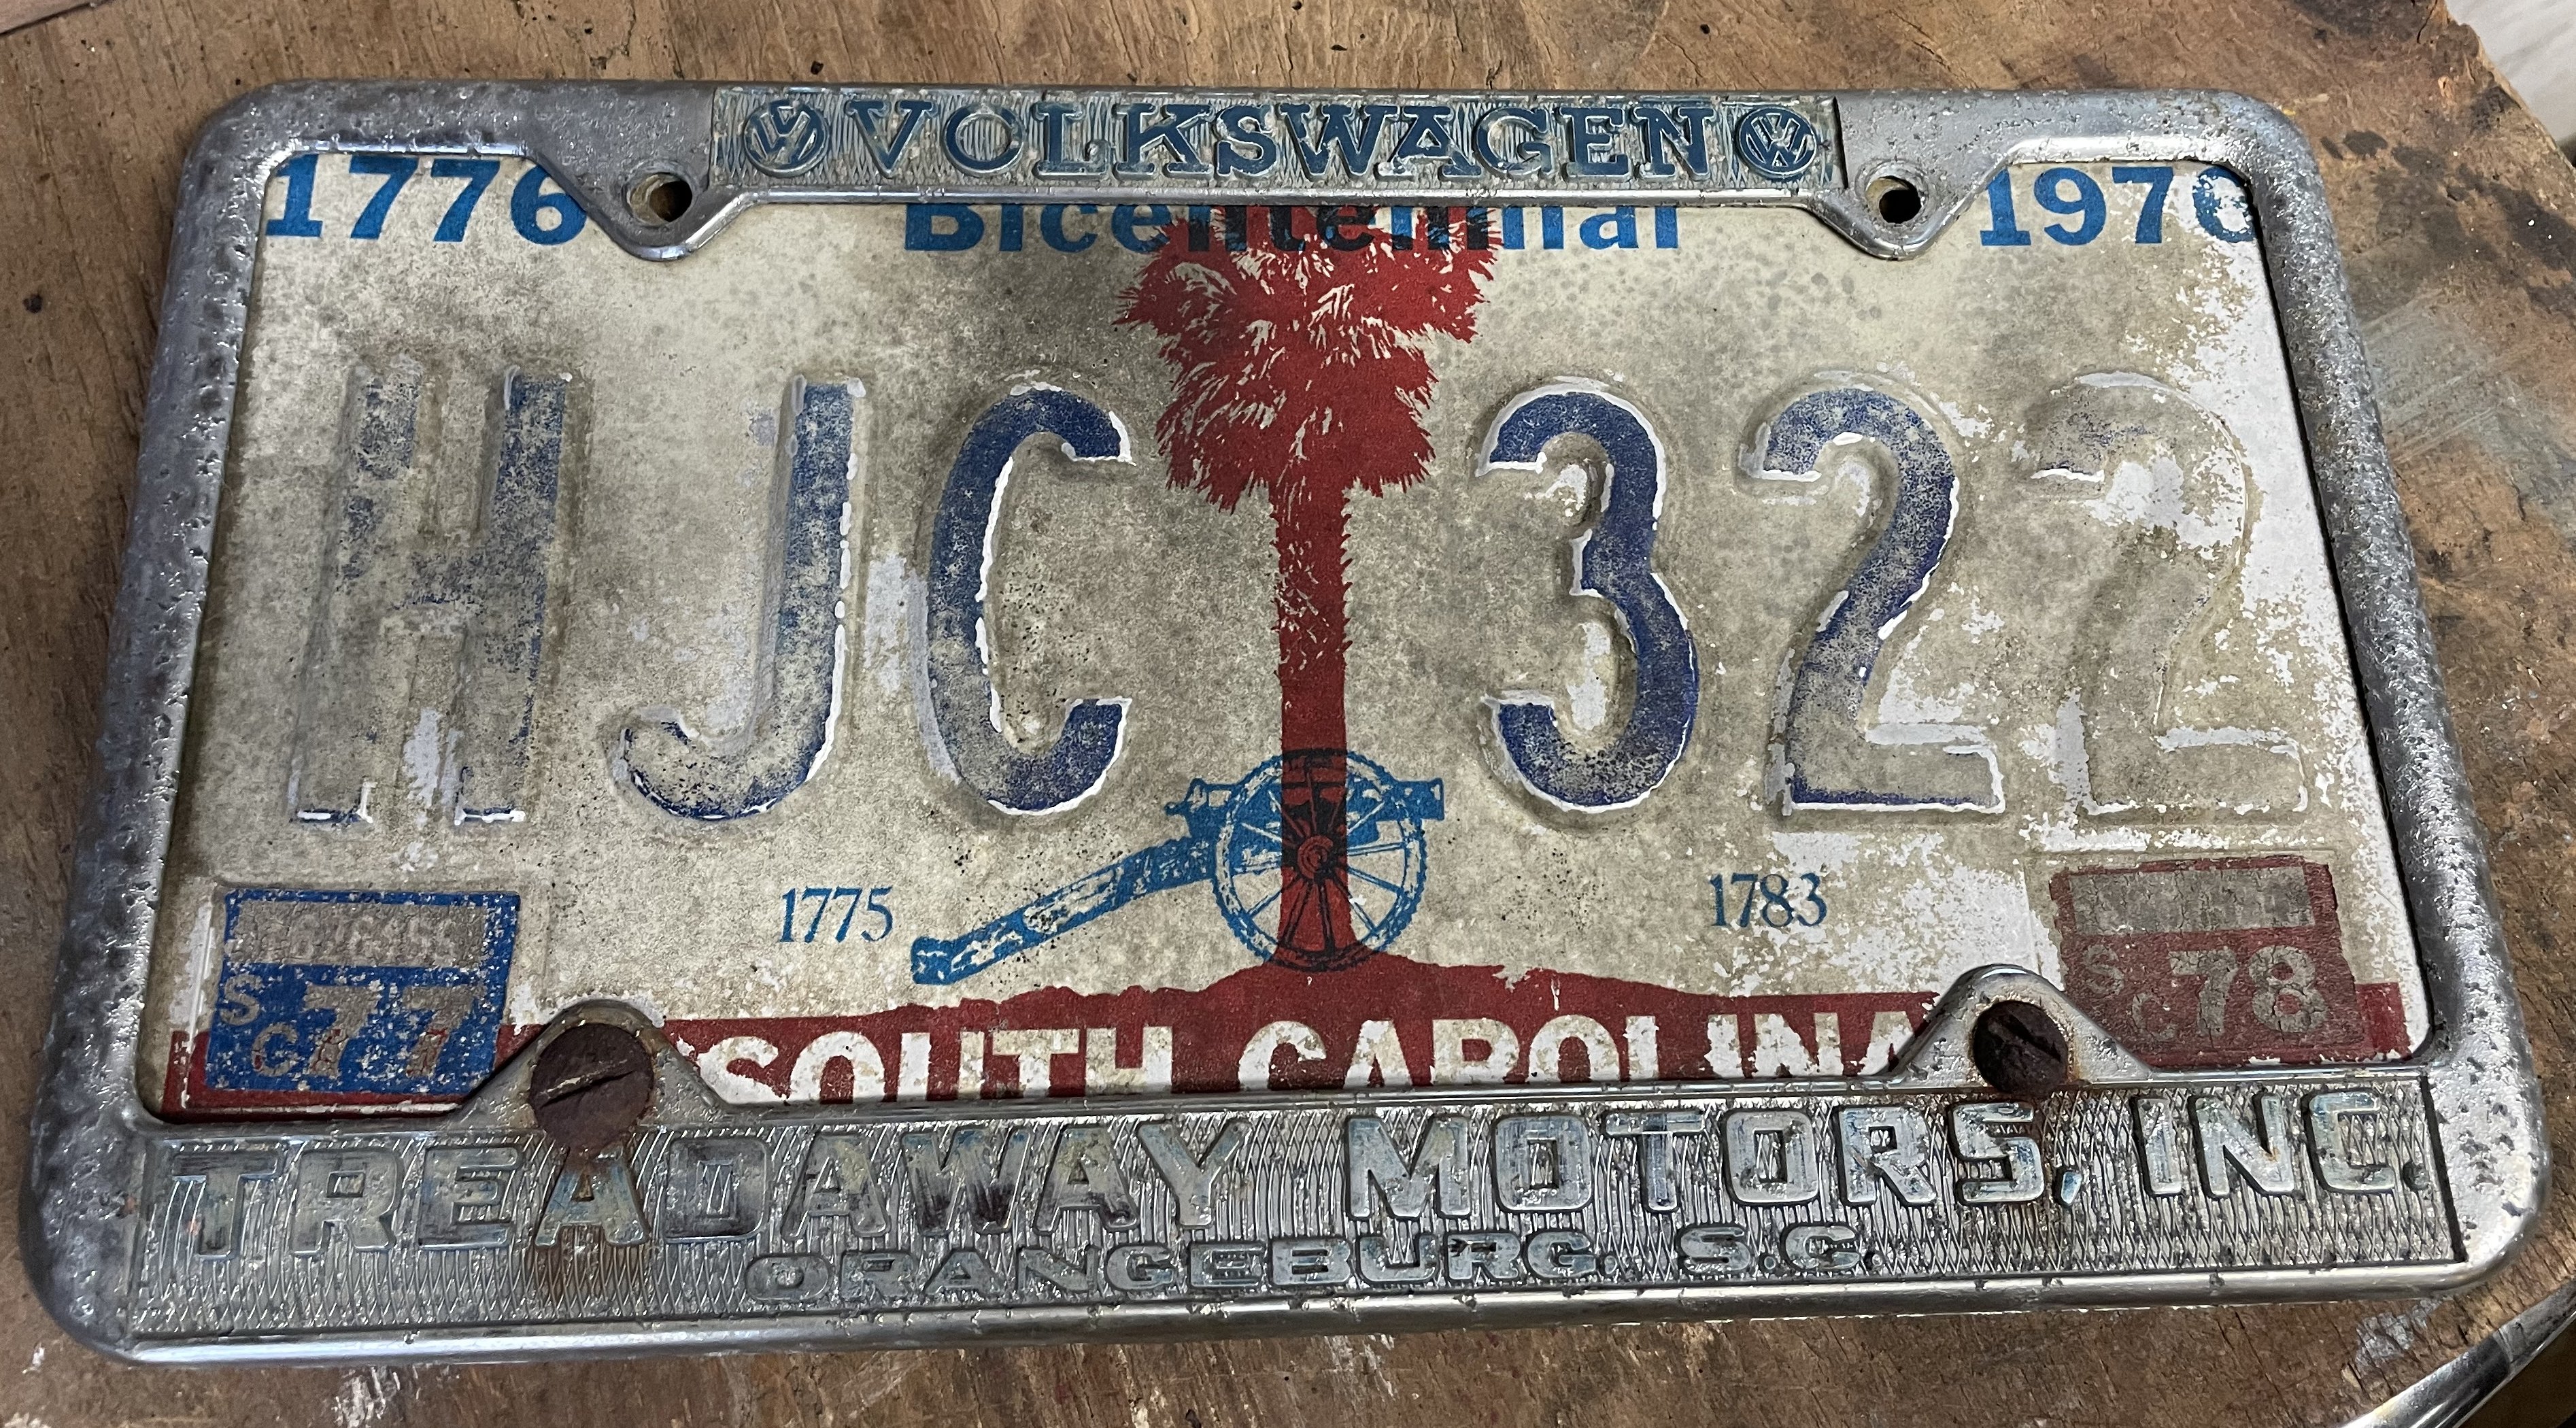 VOLKSWAGEN
1776 Bicentennial 1976
HJC 322
1775 1783
SC 77
SC 78
SOUTH CAROLINA
TREADAWAY MOTORS, INC.
ORANGEBURG. S.C.